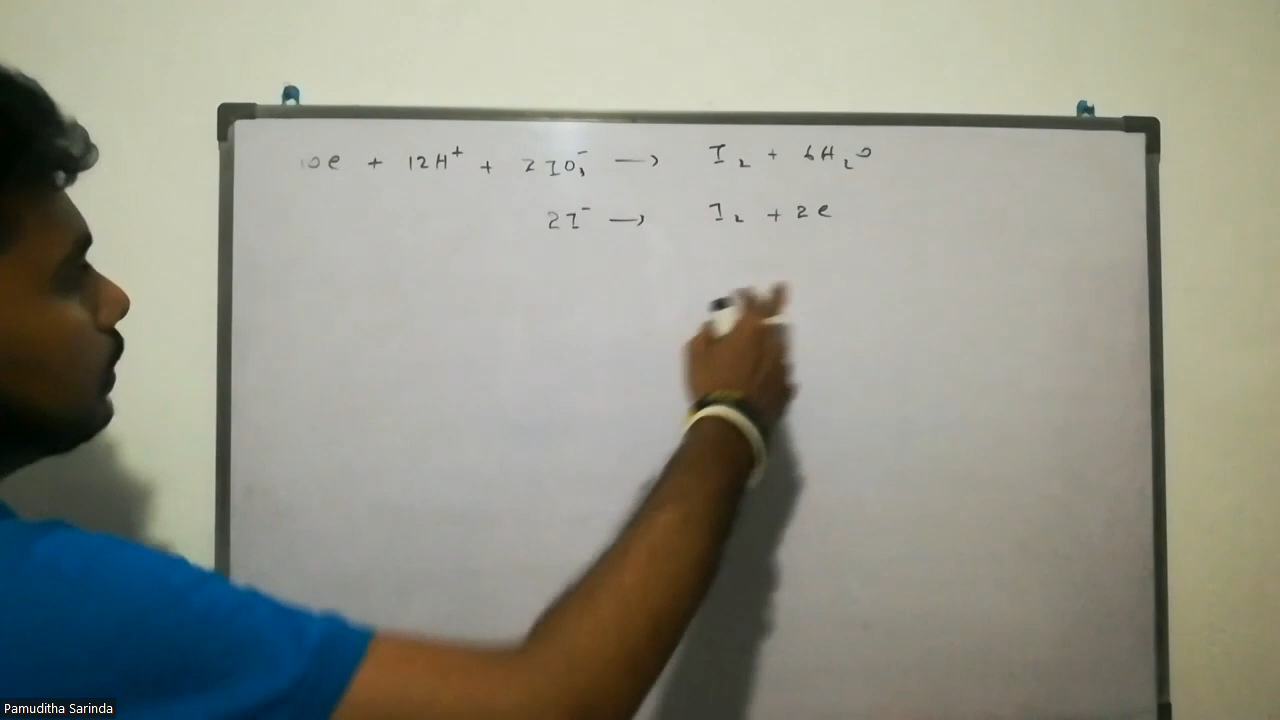 10e + 12H⁺ + 2IO₃⁻ → I₂ + 6H₂O
2I⁻ → I₂ + 2e
Pamuditha Sarinda